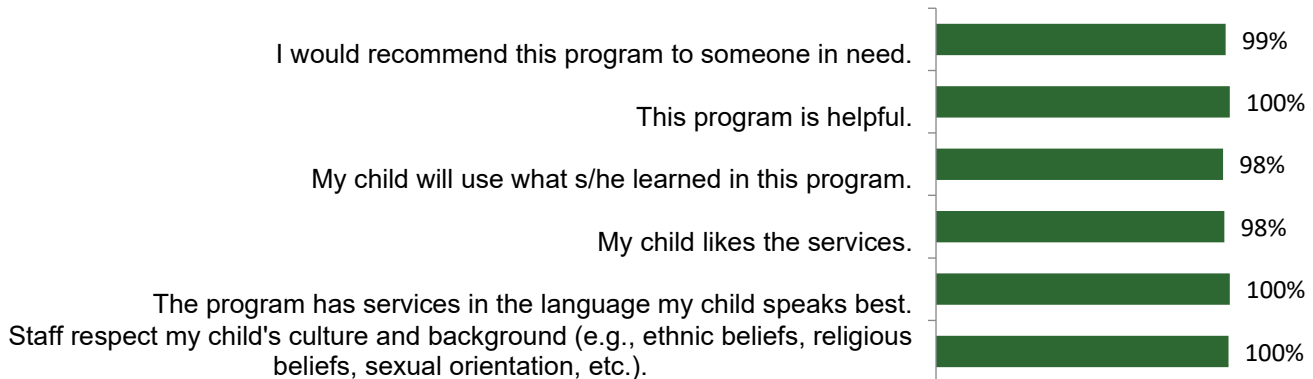 I would recommend this program to someone in need.
99%
This program is helpful.
100%
My child will use what s/he learned in this program.
98%
My child likes the services.
98%
The program has services in the language my child speaks best.
100%
Staff respect my child's culture and background (e.g., ethnic beliefs, religious
beliefs, sexual orientation, etc.).
100%